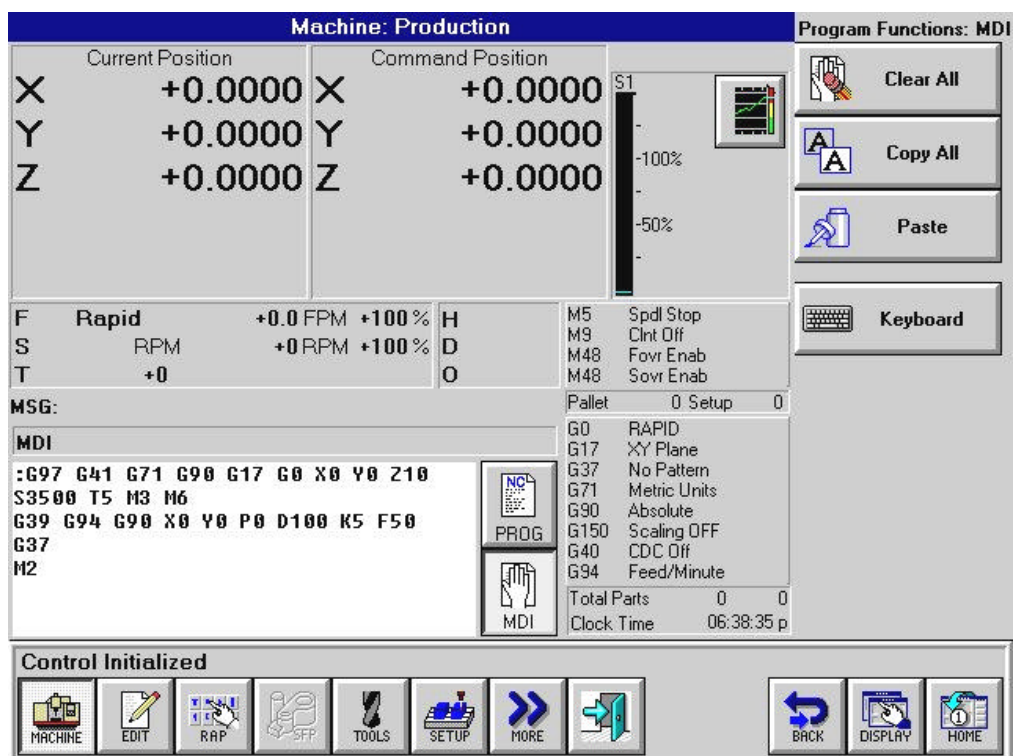 Machine: Production
Program Functions: MDI
Current Position
Command Position
X +0.0000 X +0.0000
Y +0.0000 Y +0.0000
Z +0.0000 Z +0.0000
S1
-100%
-50%
Clear All
Copy All
Paste
Keyboard
F Rapid +0.0 FPM +100 % H
S RPM +0 RPM +100 % D
T +0 O
M5 Spdl Stop
M9 Clnt Off
M48 Fovr Enab
M48 Sovr Enab
Pallet 0 Setup 0
MSG:
MDI
:G97 G41 G71 G90 G17 G0 X0 Y0 Z10
S3500 T5 M3 M6
G39 G94 G90 X0 Y0 P0 D100 K5 F50
G37
M2
NC
PROG
MDI
G0 RAPID
G17 XY Plane
G37 No Pattern
G71 Metric Units
G90 Absolute
G150 Scaling OFF
G40 CDC Off
G94 Feed/Minute
Total Parts 0 0
Clock Time 06:38:35 p
Control Initialized
MACHINE
EDIT
RAP
SFP
TOOLS
SETUP
MORE
BACK
DISPLAY
HOME